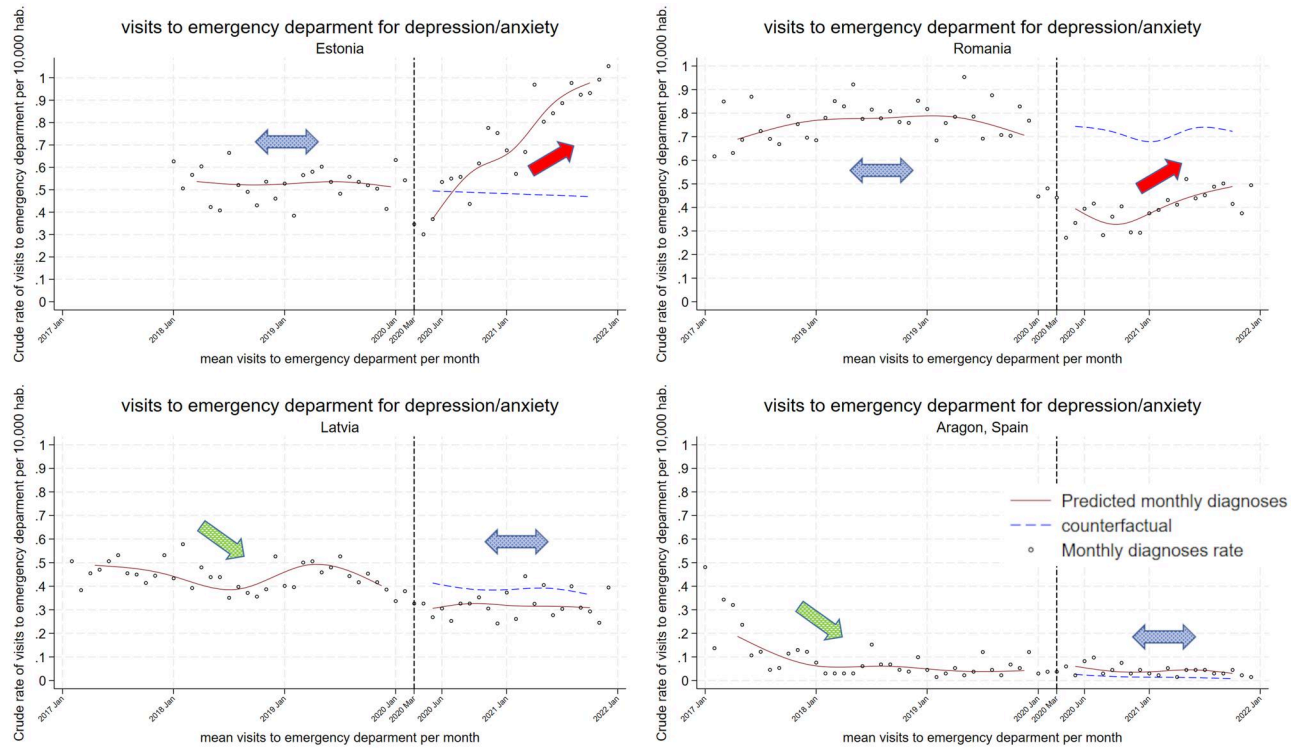 visits to emergency deparment for depression/anxiety
Estonia
Crude rate of visits to emergency deparment per 10,000 hab.
1
.9
.8
.7
.6
.5
.4
.3
.2
.1
0
2017 Jan
2018 Jan
2019 Jan
2020 Jan
2020 Mar
2020 Jun
2021 Jan
2022 Jan
mean visits to emergency deparment per month
visits to emergency deparment for depression/anxiety
Romania
Crude rate of visits to emergency deparment per 10,000 hab.
1
.9
.8
.7
.6
.5
.4
.3
.2
.1
0
2017 Jan
2018 Jan
2019 Jan
2020 Jan
2020 Mar
2020 Jun
2021 Jan
2022 Jan
mean visits to emergency deparment per month
visits to emergency deparment for depression/anxiety
Latvia
Crude rate of visits to emergency deparment per 10,000 hab.
1
.9
.8
.7
.6
.5
.4
.3
.2
.1
0
2017 Jan
2018 Jan
2019 Jan
2020 Jan
2020 Mar
2020 Jun
2021 Jan
2022 Jan
mean visits to emergency deparment per month
visits to emergency deparment for depression/anxiety
Aragon, Spain
Crude rate of visits to emergency deparment per 10,000 hab.
1
.9
.8
.7
.6
.5
.4
.3
.2
.1
0
Predicted monthly diagnoses
counterfactual
Monthly diagnoses rate
2017 Jan
2018 Jan
2019 Jan
2020 Jan
2020 Mar
2020 Jun
2021 Jan
2022 Jan
mean visits to emergency deparment per month